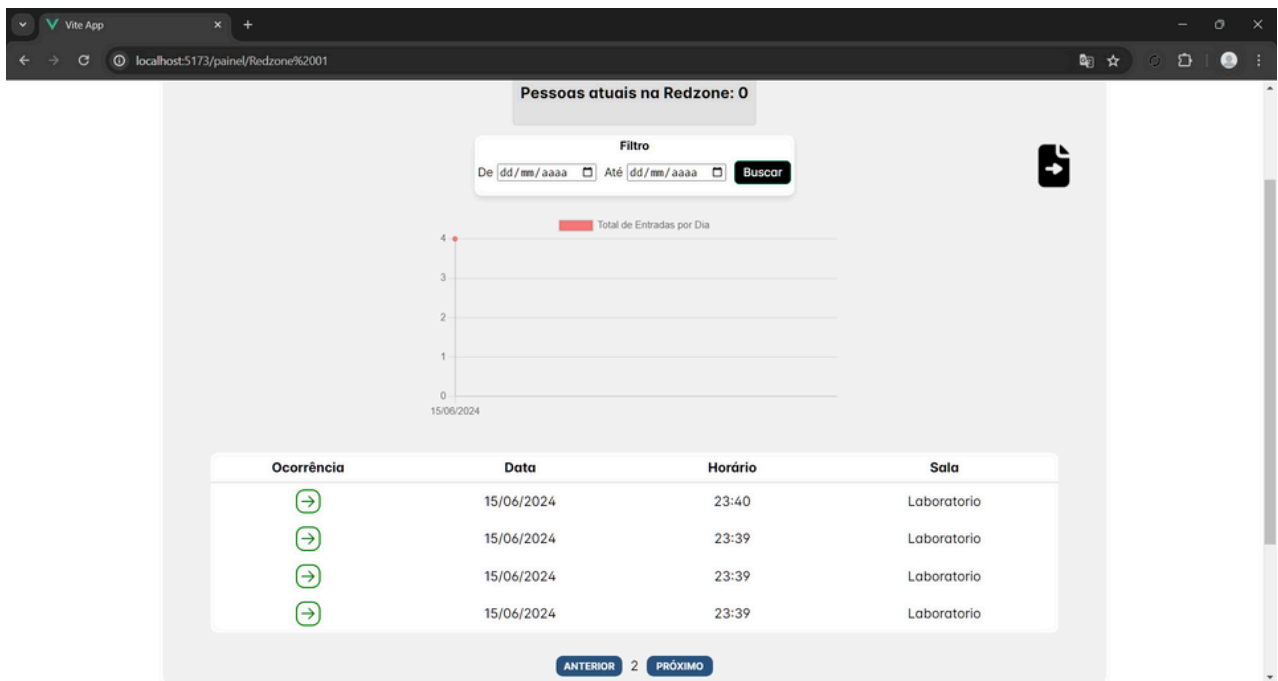 Vite App
localhost:5173/painel/Redzone%2001
Pessoas atuais na Redzone: 0
Filtro
De dd/mm/aaaa Até dd/mm/aaaa Buscar
Total de Entradas por Dia
4
3
2
1
0
15/06/2024
Ocorrência Data Horário Sala
15/06/2024 23:40 Laboratorio
15/06/2024 23:39 Laboratorio
15/06/2024 23:39 Laboratorio
15/06/2024 23:39 Laboratorio
ANTERIOR 2 PRÓXIMO